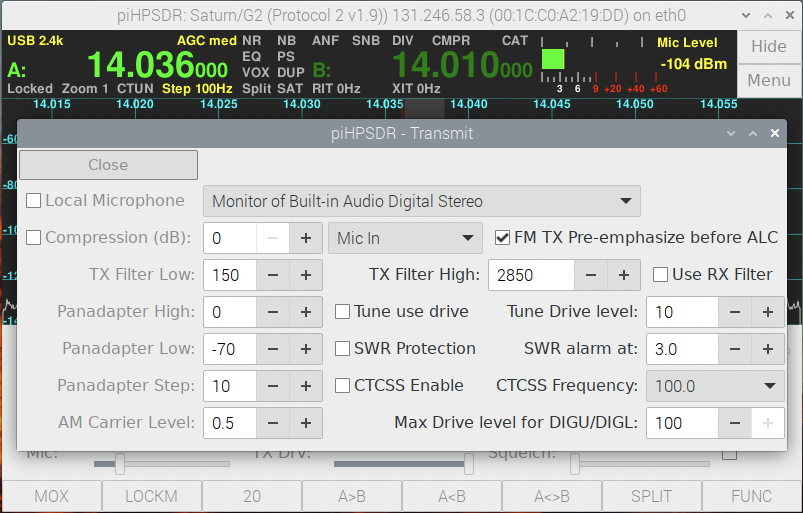 piHPSDR: Saturn/G2 (Protocol 2 v1.9)) 131.246.58.3 (00:1C:C0:A2:19:DD) on eth0
USB 2.4k AGC med NR NB ANF SNB DIV CMPR CAT Mic Level Hide
A: 14.036000 EQ PS B: 14.010000 -104 dBm
VOX DUP
Locked Zoom 1 CTUN Step 100Hz Split SAT RIT 0Hz XIT 0Hz 3 6 9 +20 +40 +60 Menu
14.015 14.020 14.025 14.030 14.035 14.040 14.045 14.050 14.055
piHPSDR - Transmit
Close
Local Microphone Monitor of Built-in Audio Digital Stereo
Compression (dB): 0 − + Mic In FM TX Pre-emphasize before ALC
TX Filter Low: 150 − + TX Filter High: 2850 − + Use RX Filter
Panadapter High: 0 − + Tune use drive Tune Drive level: 10 − +
Panadapter Low: -70 − + SWR Protection SWR alarm at: 3.0 − +
Panadapter Step: 10 − + CTCSS Enable CTCSS Frequency: 100.0
AM Carrier Level: 0.5 − + Max Drive level for DIGU/DIGL: 100 − +
Mic: TX Drv: Squelch:
MOX LOCKM 20 A>B A<B A<>B SPLIT FUNC